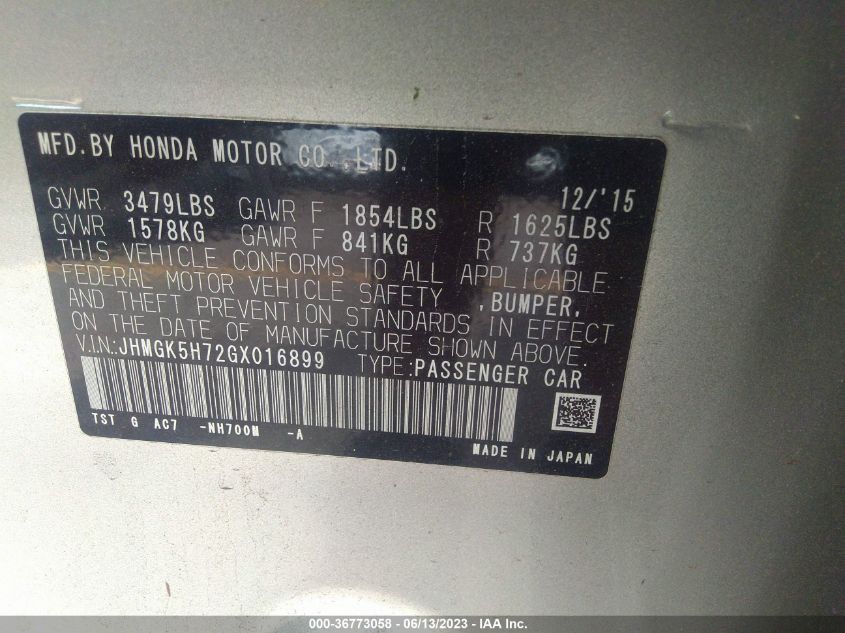 MFD.BY HONDA MOTOR CO.,LTD.
12/'15
GVWR 3479LBS GAWR F 1854LBS R 1625LBS
GVWR 1578KG GAWR F 841KG R 737KG
THIS VEHICLE CONFORMS TO ALL APPLICABLE
FEDERAL MOTOR VEHICLE SAFETY , BUMPER,
AND THEFT PREVENTION STANDARDS IN EFFECT
ON THE DATE OF MANUFACTURE SHOWN ABOVE.
V.I.N.:JHMGK5H72GX016899 TYPE:PASSENGER CAR
TST G AC7 -NH700M -A
MADE IN JAPAN
000-36773058 - 06/13/2023 - IAA Inc.